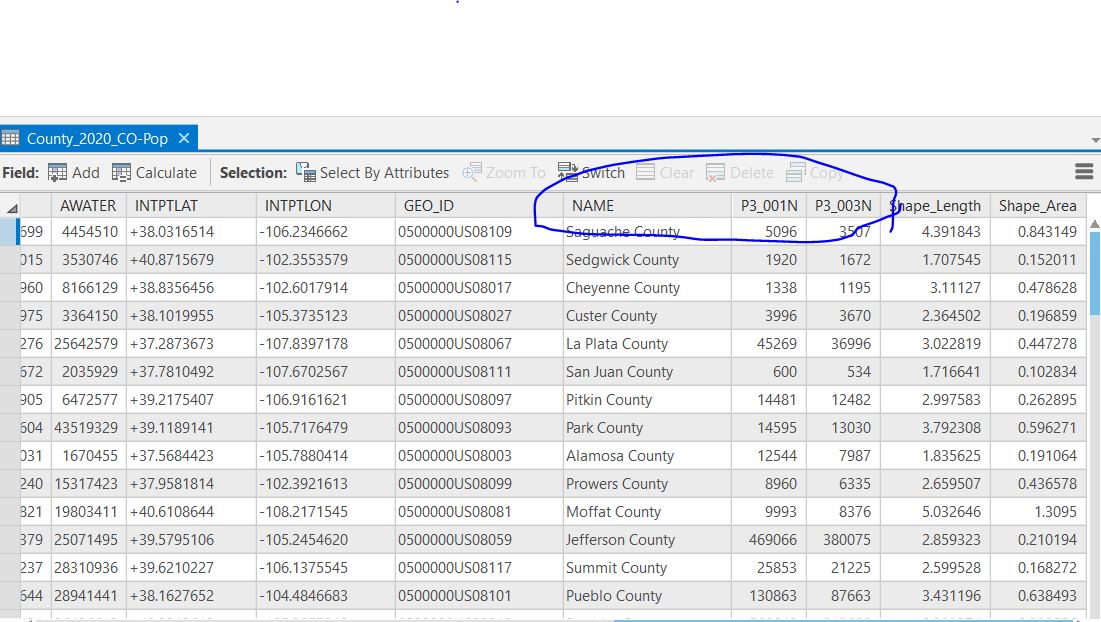 County_2020_CO-Pop
Field: Add Calculate Selection: Select By Attributes Zoom To Switch Clear Delete Copy
AWATER INTPTLAT INTPTLON GEO_ID NAME P3_001N P3_003N Shape_Length Shape_Area
699 4454510 +38.0316514 -106.2346662 0500000US08109 Saguache County 5096 3507 4.391843 0.843149
015 3530746 +40.8715679 -102.3553579 0500000US08115 Sedgwick County 1920 1672 1.707545 0.152011
960 8166129 +38.8356456 -102.6017914 0500000US08017 Cheyenne County 1338 1195 3.11127 0.478628
975 3364150 +38.1019955 -105.3735123 0500000US08027 Custer County 3996 3670 2.364502 0.196859
276 25642579 +37.2873673 -107.8397178 0500000US08067 La Plata County 45269 36996 3.022819 0.447278
672 2035929 +37.7810492 -107.6702567 0500000US08111 San Juan County 600 534 1.716641 0.102834
905 6472577 +39.2175407 -106.9161621 0500000US08097 Pitkin County 14481 12482 2.997583 0.262895
604 43519329 +39.1189141 -105.7176479 0500000US08093 Park County 14595 13030 3.792308 0.596271
031 1670455 +37.5684423 -105.7880414 0500000US08003 Alamosa County 12544 7987 1.835625 0.191064
240 15317423 +37.9581814 -102.3921613 0500000US08099 Prowers County 8960 6335 2.659507 0.436578
821 19803411 +40.6108644 -108.2171545 0500000US08081 Moffat County 9993 8376 5.032646 1.3095
379 25071495 +39.5795106 -105.2454620 0500000US08059 Jefferson County 469066 380075 2.859323 0.210194
237 28310936 +39.6210227 -106.1375545 0500000US08117 Summit County 25853 21225 2.599528 0.168272
644 28941441 +38.1627652 -104.4846683 0500000US08101 Pueblo County 130863 87663 3.431196 0.638493